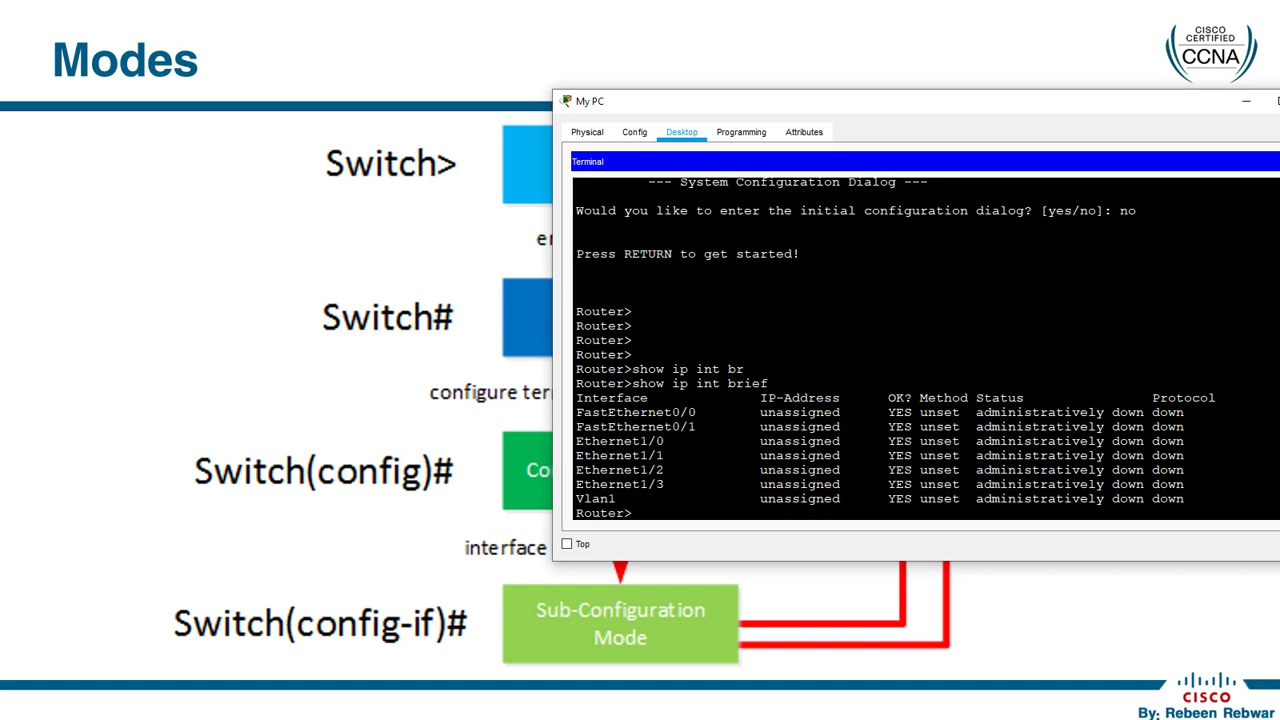 Modes
CISCO
CERTIFIED
CCNA
Switch>
Switch#
configure
Switch(config)#
Co
interface
Switch(config-if)#
Sub-Configuration
Mode
My PC
Physical Config Desktop Programming Attributes
Terminal
--- System Configuration Dialog ---
Would you like to enter the initial configuration dialog? [yes/no]: no
Press RETURN to get started!
Router>
Router>
Router>
Router>
Router>show ip int br
Router>show ip int brief
Interface IP-Address OK? Method Status Protocol
FastEthernet0/0 unassigned YES unset administratively down down
FastEthernet0/1 unassigned YES unset administratively down down
Ethernet1/0 unassigned YES unset administratively down down
Ethernet1/1 unassigned YES unset administratively down down
Ethernet1/2 unassigned YES unset administratively down down
Ethernet1/3 unassigned YES unset administratively down down
Vlan1 unassigned YES unset administratively down down
Router>
Top
CISCO
By: Rebeen Rebwar